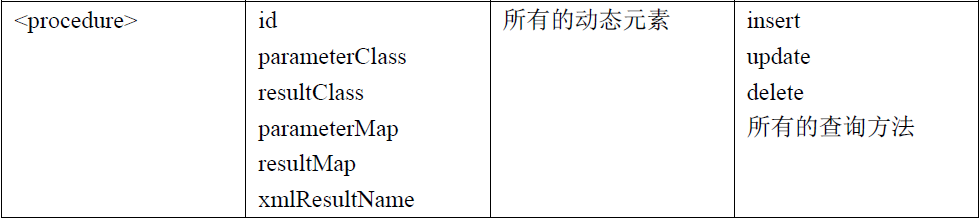 <procedure>
id
parameterClass
resultClass
parameterMap
resultMap
xmlResultName
所有的动态元素
insert
update
delete
所有的查询方法